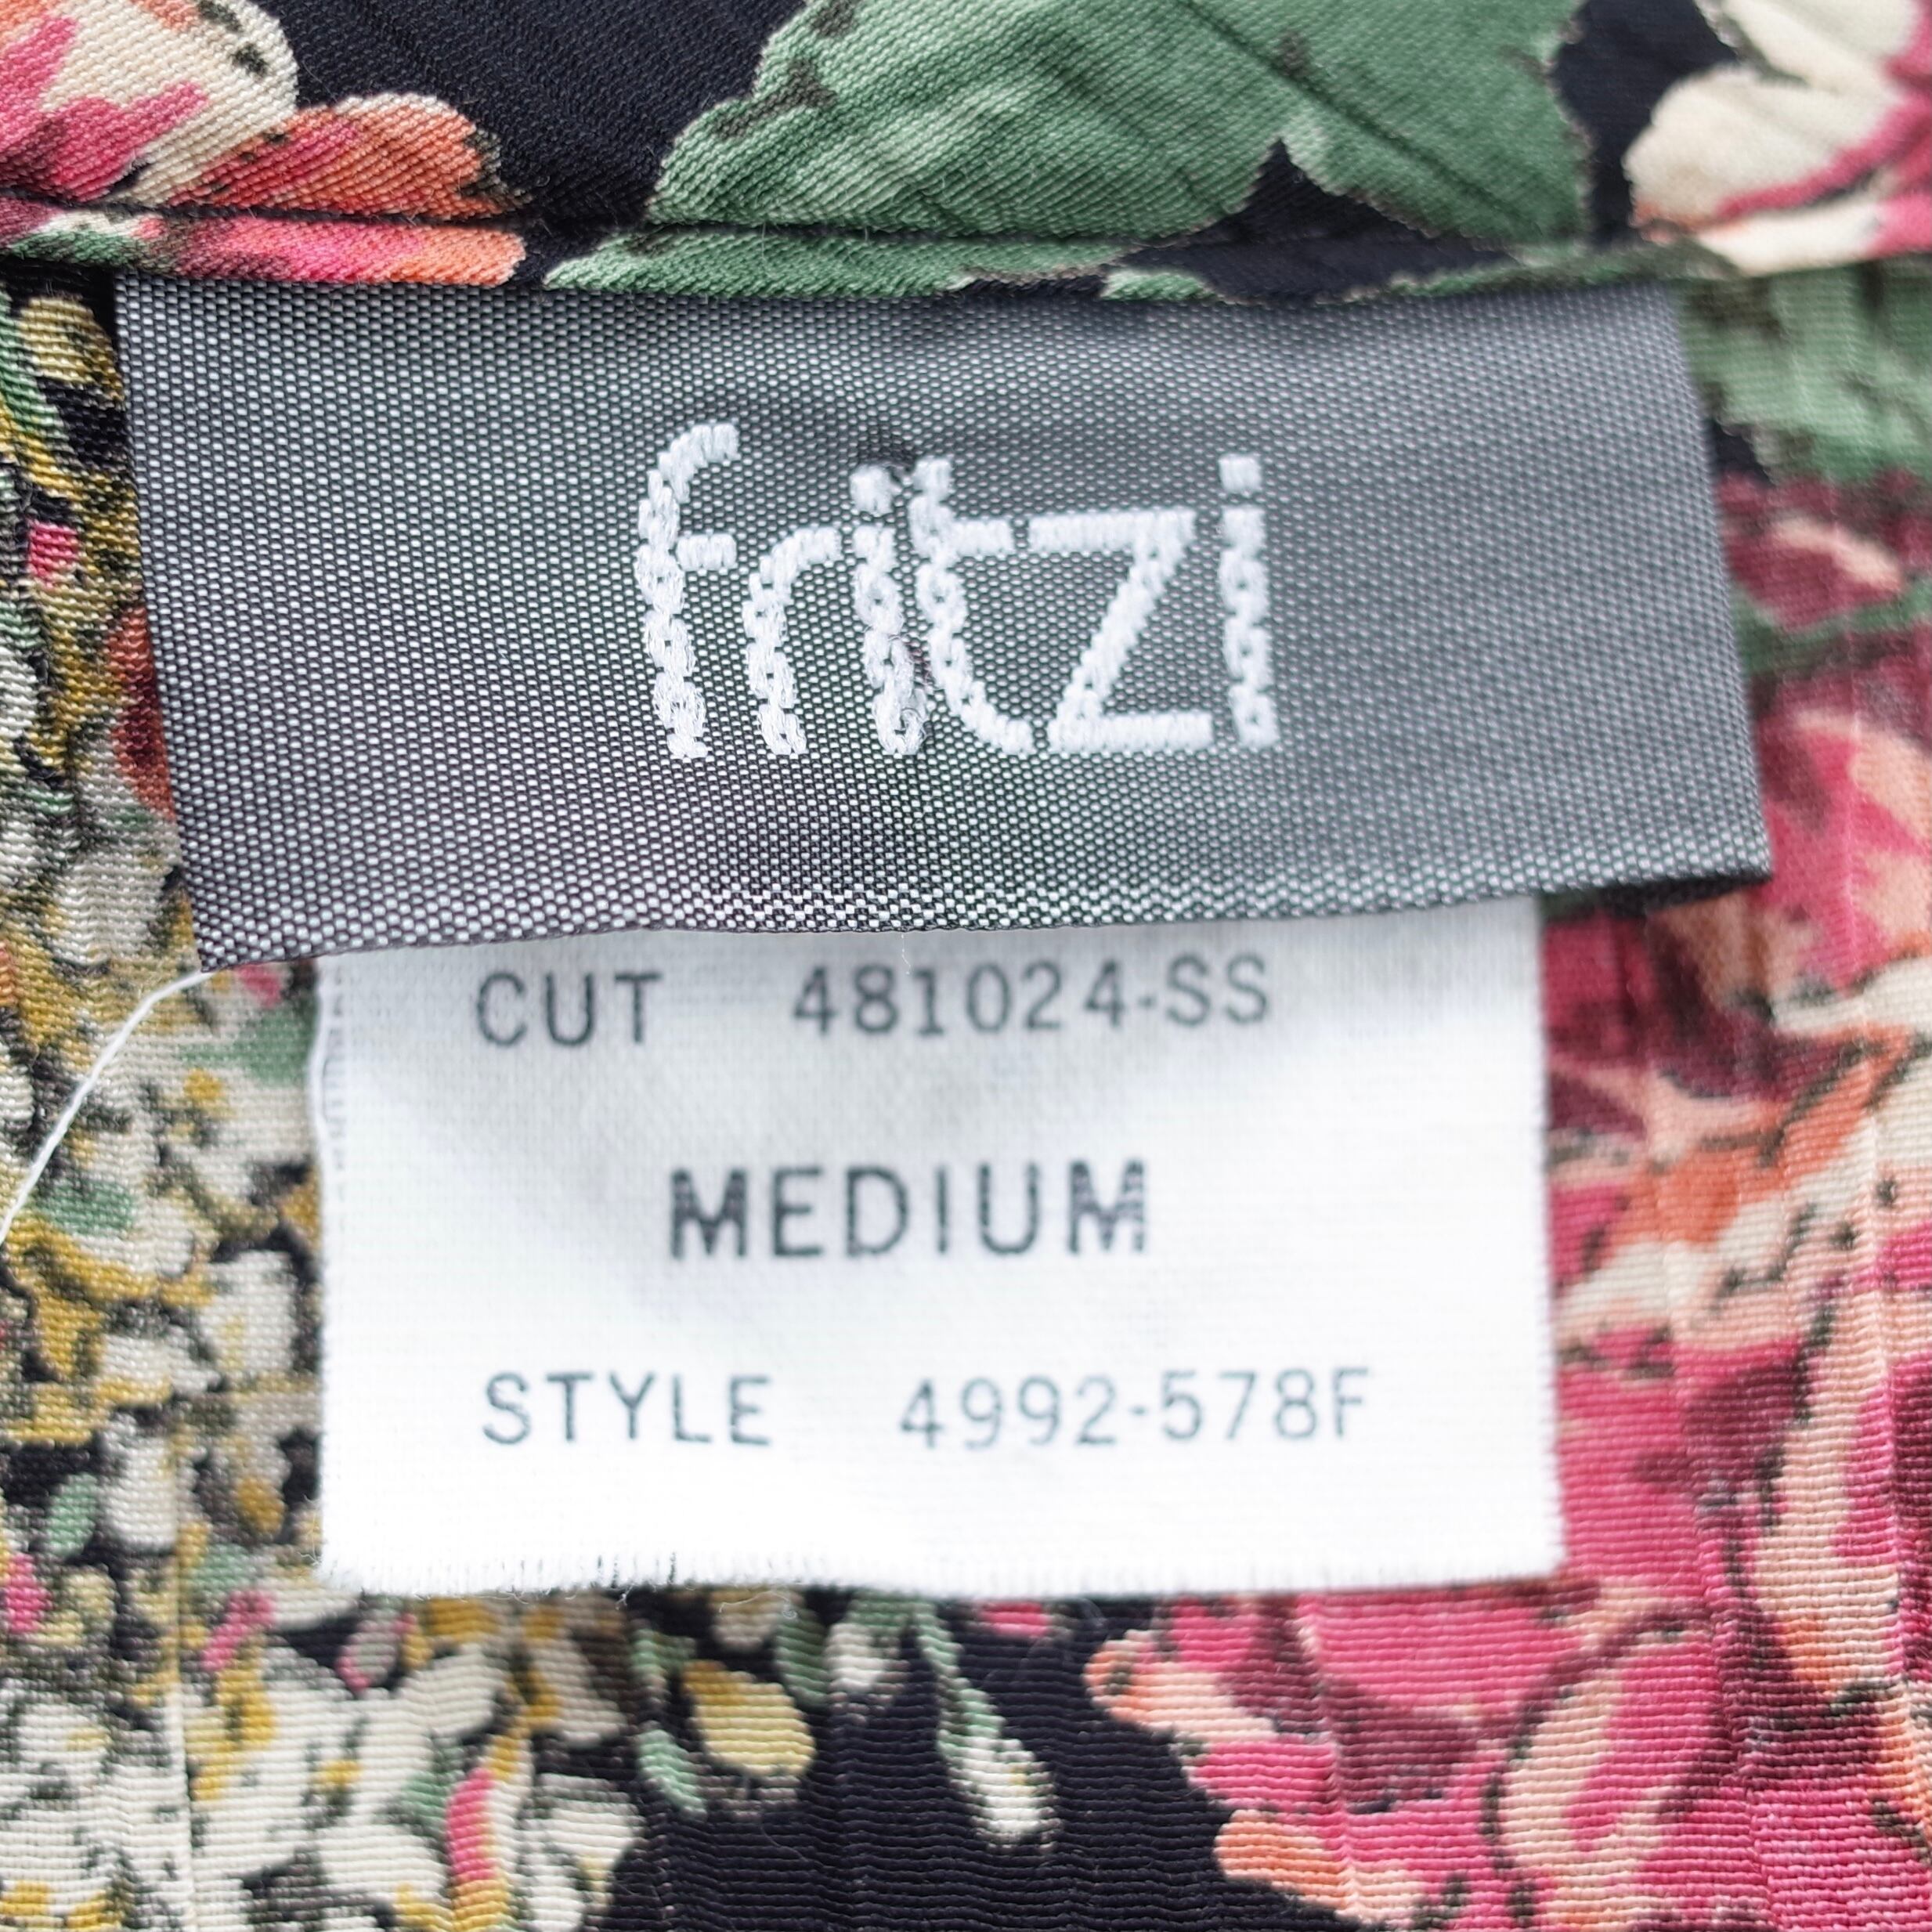 fritzi
CUT 481024-SS
MEDIUM
STYLE 4992-578F